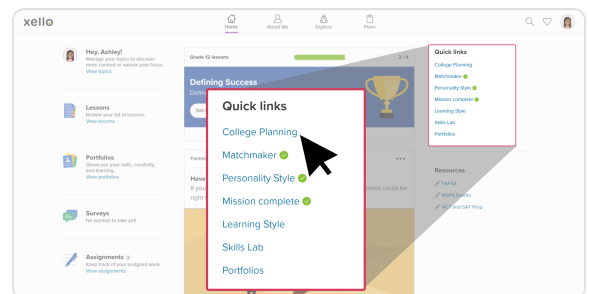 xello
Home
About Me
Explore
Plans
Hey, Ashley!
Manage your topics to discover
more content or narrow your focus.
View topics
Lessons
Review your list of lessons.
View lessons
Portfolios
Showcase your skills, creativity,
and learning.
View portfolios
Surveys
No surveys to take yet!
Assignments 2
Keep track of your assigned work.
View assignments
Grade 12 lessons
2 / 4
Defining Success
Quick links
College Planning
Matchmaker
Personality Style
Mission complete
Learning Style
Skills Lab
Portfolios
Quick links
College Planning
Matchmaker
Personality Style
Mission complete
Learning Style
Skills Lab
Portfolios
Resources
FAFSA
ACT and SAT Prep